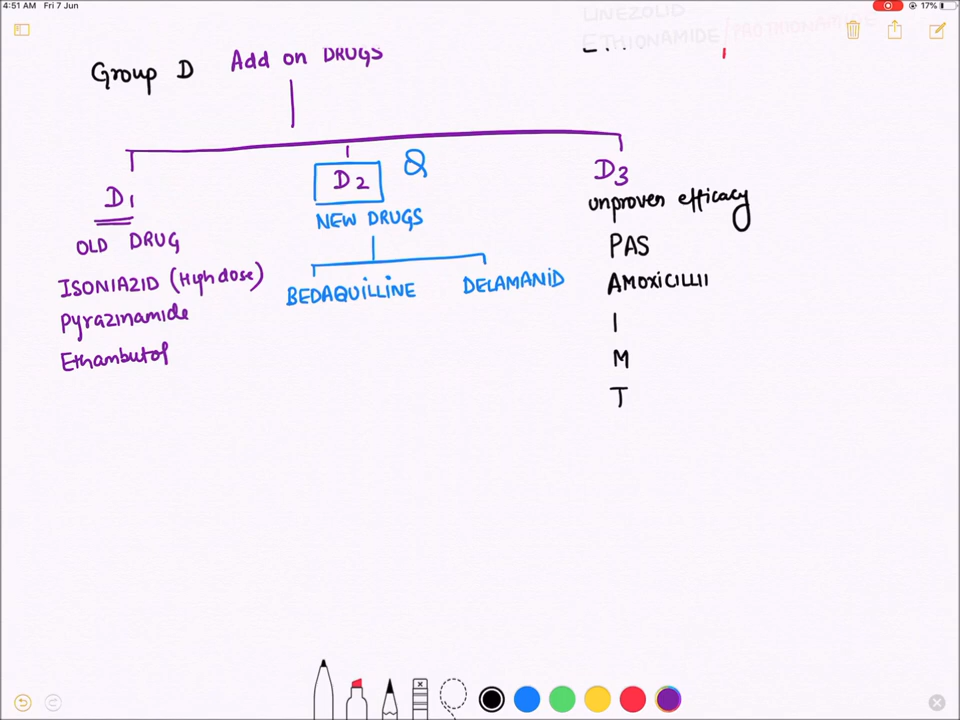 4:51 AM Fri 7 Jun
17%
LINEZOLID
ETHIONAMIDE/PROTHIONAMIDE
Group D
Add on DRUGS
D1
OLD DRUG
ISONIAZID (High dose)
Pyrazinamide
Ethambutol
D2
NEW DRUGS
BEDAQUILLINE
DELAMANID
D3
unproven efficacy
PAS
AMOXICILLI
I
M
T